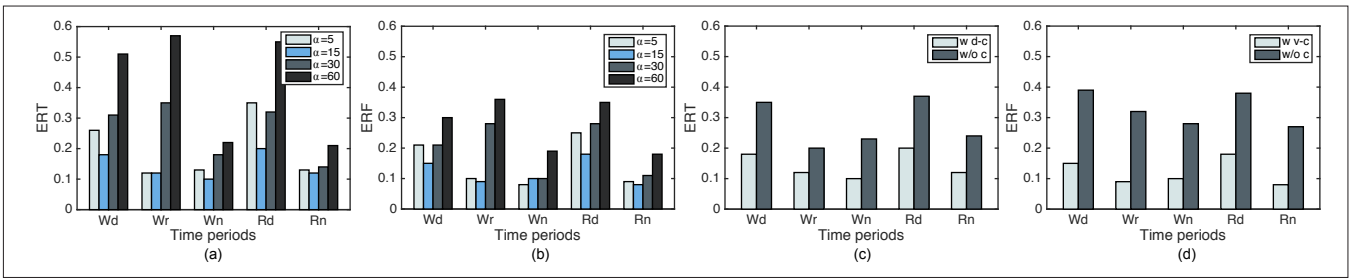 0.6
0.5
0.4
0.3
0.2
0.1
0
ERT
α=5
α=15
α=30
α=60
Wd Wr Wn Rd Rn
Time periods
(a)
0.6
0.5
0.4
0.3
0.2
0.1
0
ERF
α=5
α=15
α=30
α=60
Wd Wr Wn Rd Rn
Time periods
(b)
0.6
0.5
0.4
0.3
0.2
0.1
0
ERT
w d-c
w/o c
Wd Wr Wn Rd Rn
Time periods
(c)
0.6
0.5
0.4
0.3
0.2
0.1
0
ERF
w v-c
w/o c
Wd Wr Wn Rd Rn
Time periods
(d)